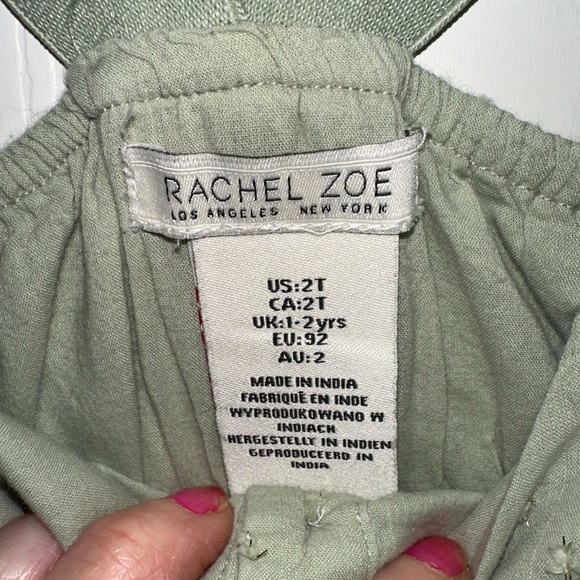 RACHEL ZOE
LOS ANGELES NEW YORK
US:2T
CA:2T
UK:1-2yrs
EU:92
AU:2
MADE IN INDIA
FABRIQUÉ EN INDE
WYPRODUKOWANO W
INDIACH
HERGESTELLY IN INDIEN
GEPRODUCEERD IN
INDIA